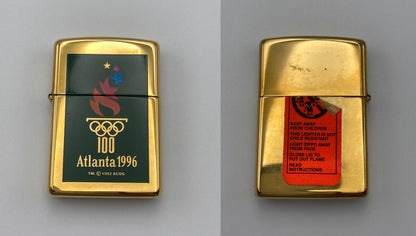 100
Atlanta 1996
TM © 1992 ACOG
KEEP AWAY
FROM CHILDREN
THIS LIGHTER IS NOT
CHILD RESISTANT
LIGHT ZIPPO AWAY
FROM FACE
CLOSE LID TO
PUT OUT FLAME
READ
INSTRUCTIONS